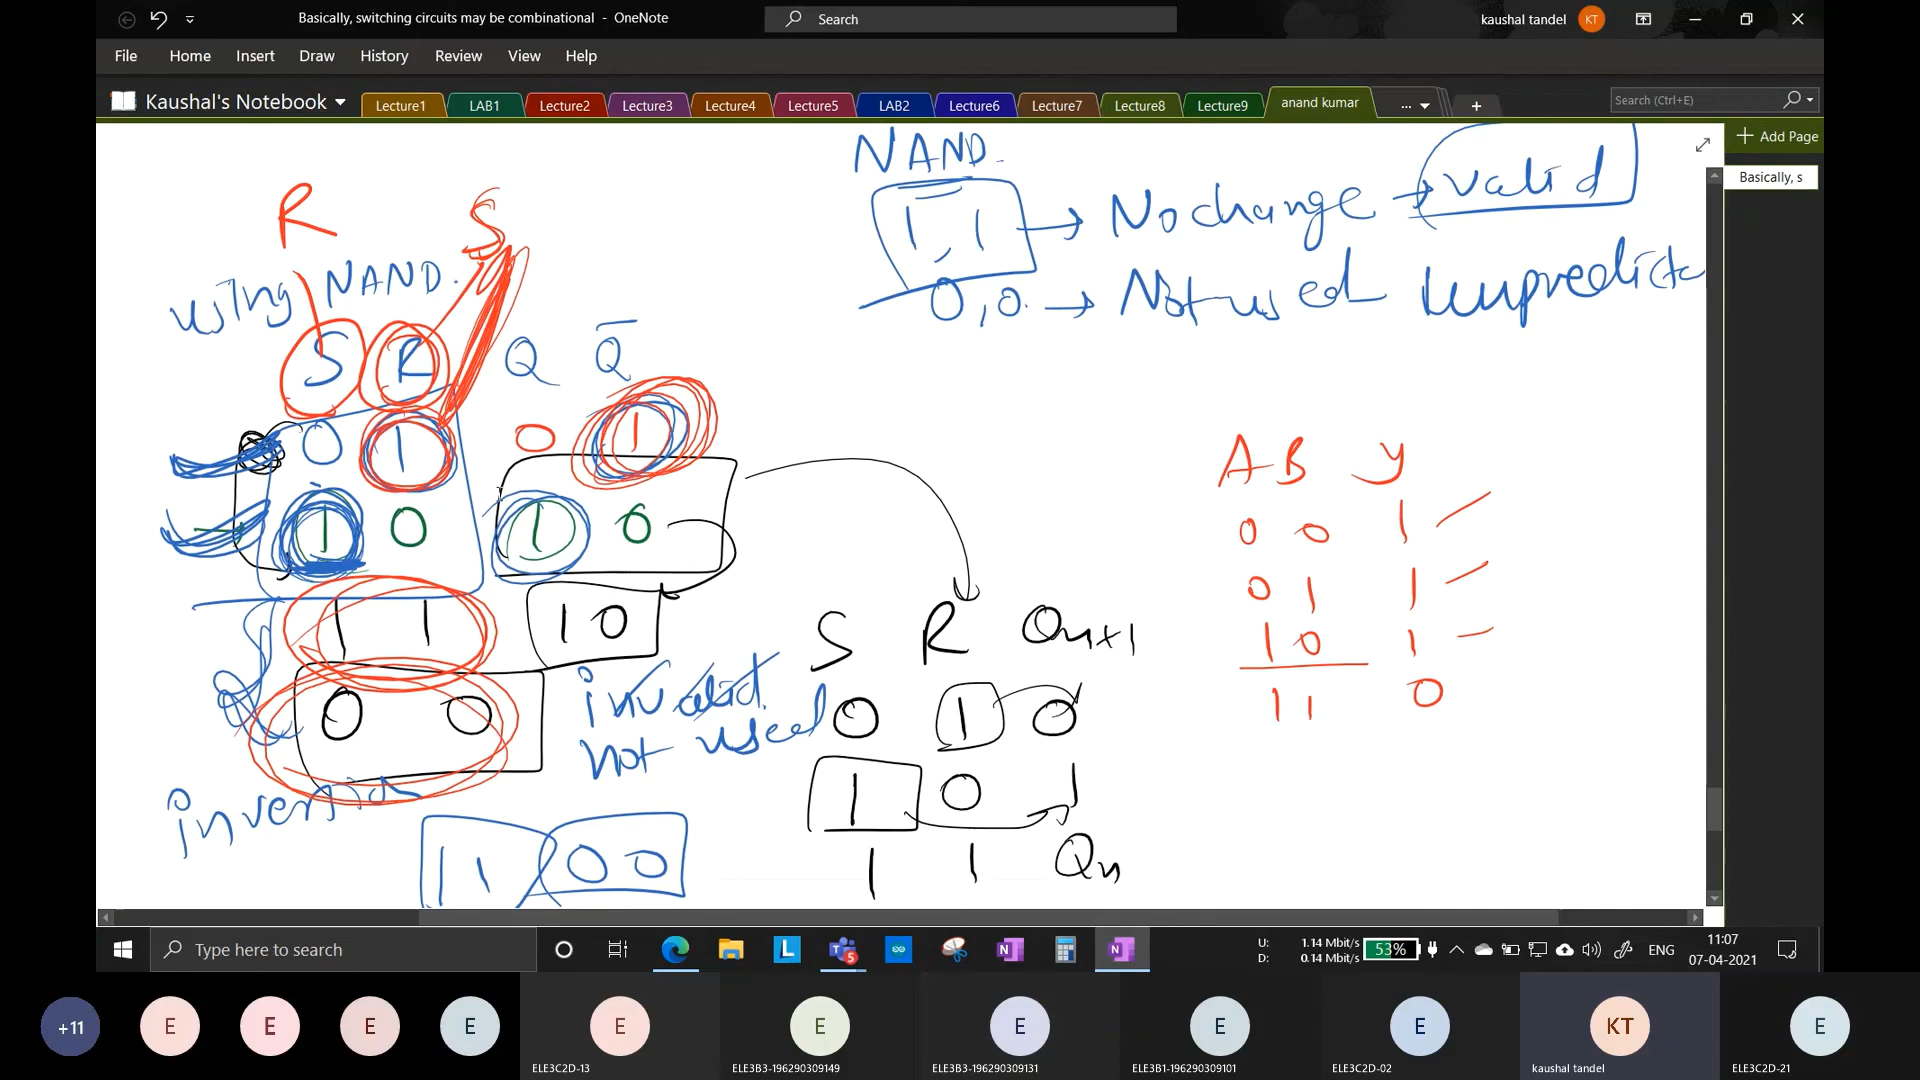 Basically, switching circuits may be combinational - OneNote
Search
kaushal tandel
KT
File Home Insert Draw History Review View Help
Kaushal's Notebook
Lecture1 LAB1 Lecture2 Lecture3 Lecture4 Lecture5 LAB2 Lecture6 Lecture7 Lecture8 Lecture9 anand kumar ... +
Search (Ctrl+E)
Add Page
Basically, s
NAND.
1, 1 → No change → valid
0, 0. → Not used
R S
using NAND.
S R Q Q̅
0 1 0 1
1 0 1 0
1 1 1 0
0 0 invalid.
not used
1 1 0 0
S R Qn+1
0 1 0
1 0 1
1 1 Qn
A B Y
0 0 1
0 1 1
1 0 1
1 1 0
Type here to search
L
5
U: 1.14 Mbit/s
D: 0.14 Mbit/s
53%
ENG
11:07
07-04-2021
+11
E E E E E E E E E KT E
ELE3C2D-13 ELE3B3-196290309149 ELE3B3-196290309131 ELE3B1-196290309101 ELE3C2D-02 kaushal tandel ELE3C2D-21